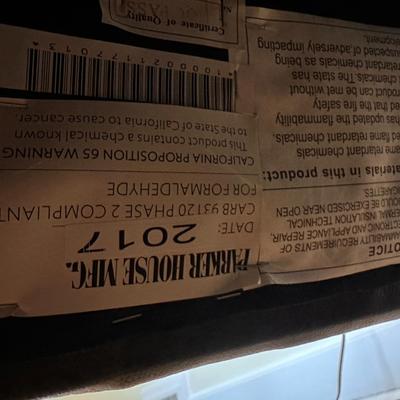 PARKER HOUSE MFG.
DATE: 2017
CARB 93120 PHASE 2 COMPLIANT
FOR FORMALDEHYDE
CALIFORNIA PROPOSITION 65 WARNING
This product contains a chemical known
to the State of California to cause cancer.
*1000021177013
Certificate of Quality
NOTICE
REQUIREMENTS OF
ELECTRONIC AND APPLIANCE REPAIR,
THERMAL INSULATION TECHNICAL
BE EXERCISED NEAR OPEN
CIGARETTES
materials in this product:
retardant chemicals
flame retardant chemicals.
has updated the flammability
that the fire safety
product can be met without
chemicals. The state has
retardant chemicals as being
of adversely impacting
development.